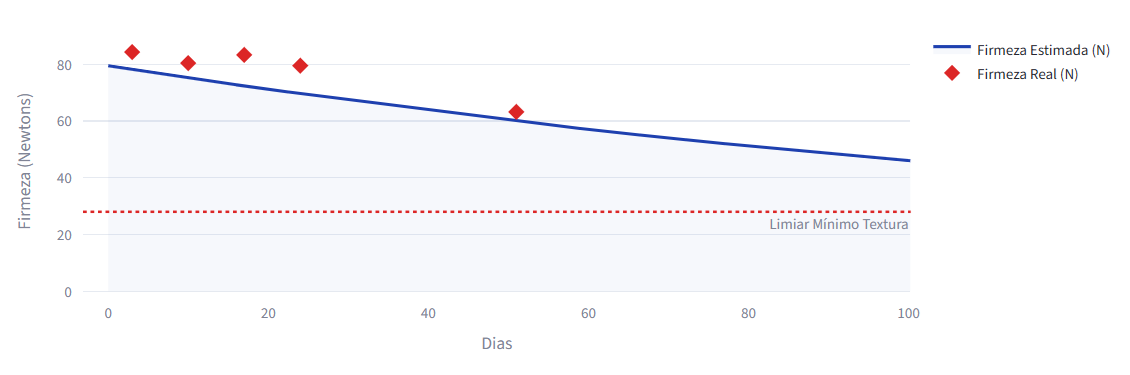 Firmeza Estimada (N)
Firmeza Real (N)
Firmeza (Newtons)
80
60
40
20
0
Limiar Mínimo Textura
0 20 40 60 80 100
Dias